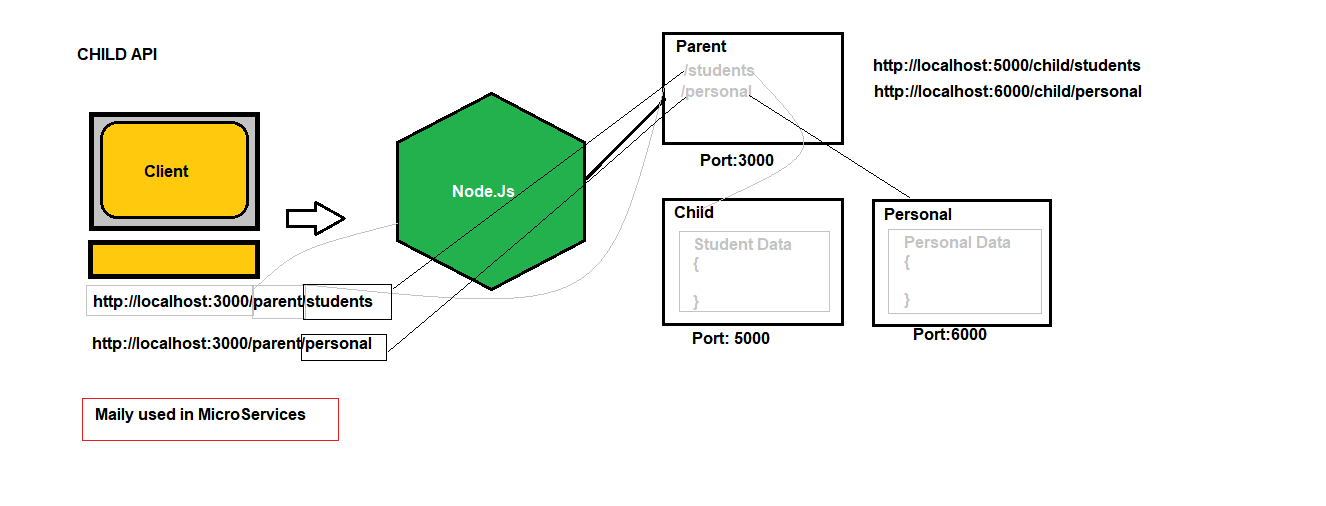 CHILD API
Client
http://localhost:3000/parent/students
http://localhost:3000/parent/personal
Maily used in MicroServices
Node.Js
Parent
/students
/personal
Port:3000
http://localhost:5000/child/students
http://localhost:6000/child/personal
Child
Student Data
{
}
Port: 5000
Personal
Personal Data
{
}
Port:6000